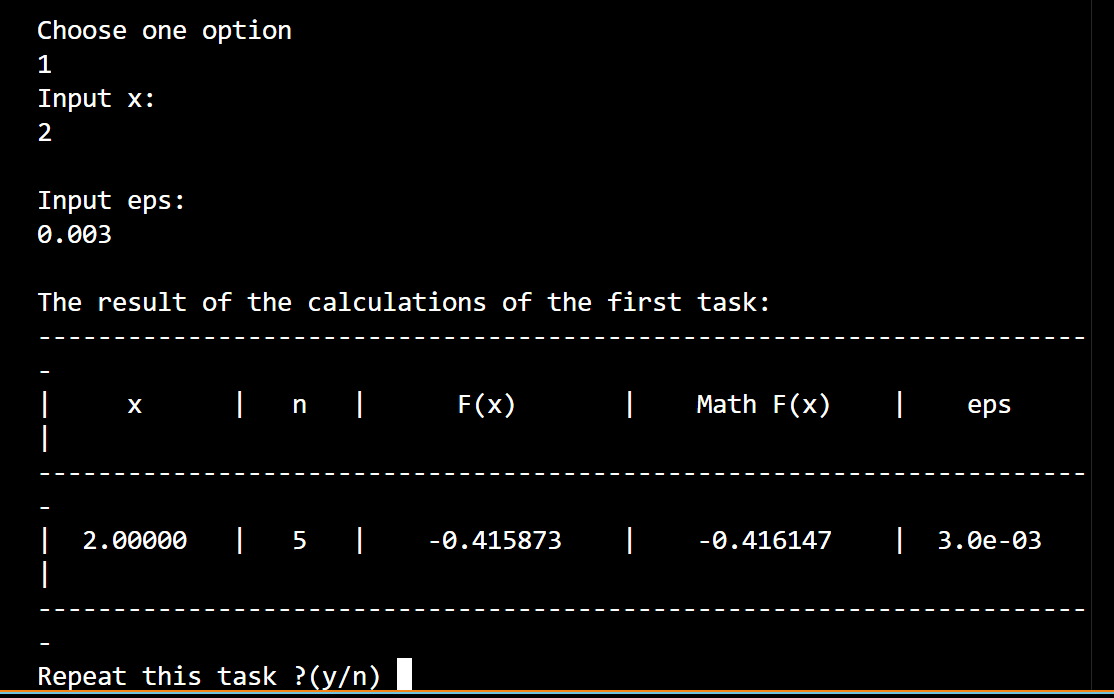 Choose one option
1
Input x:
2
Input eps:
0.003
The result of the calculations of the first task:
----------------------------------------------------------------------
-
|     x      |   n   |      F(x)       |    Math F(x)    |    eps
|
----------------------------------------------------------------------
-
|  2.00000   |   5   |    -0.415873    |    -0.416147    |  3.0e-03
|
----------------------------------------------------------------------
-
Repeat this task ?(y/n)